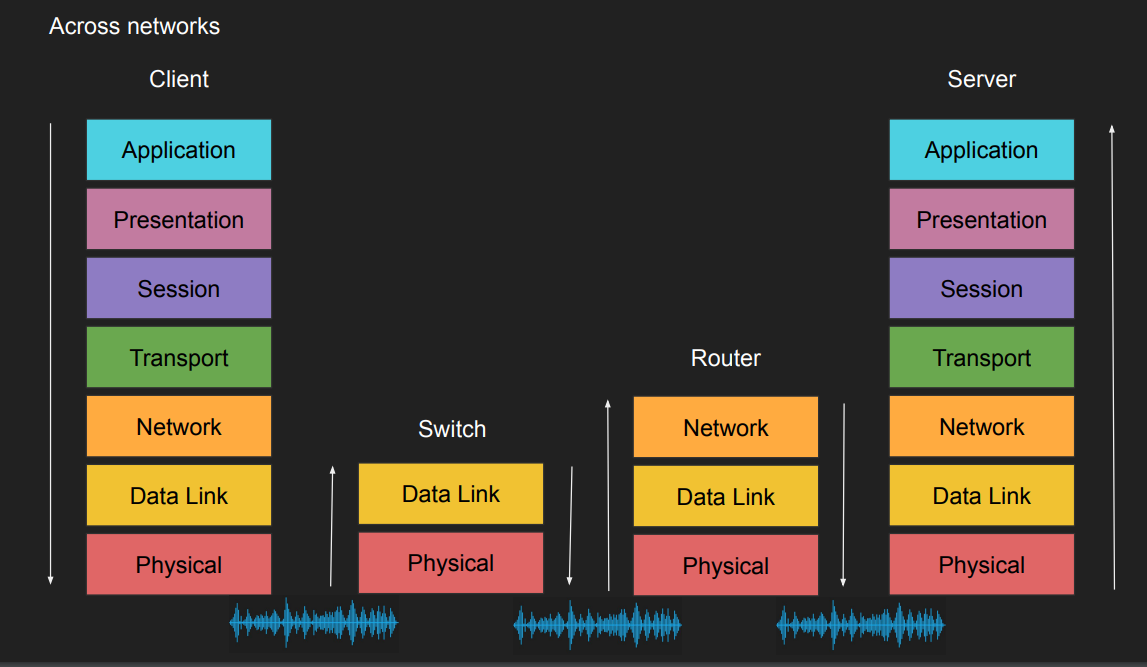 Across networks
Client
Server
Application
Presentation
Session
Transport
Network
Data Link
Physical
Switch
Data Link
Physical
Router
Network
Data Link
Physical
Application
Presentation
Session
Transport
Network
Data Link
Physical